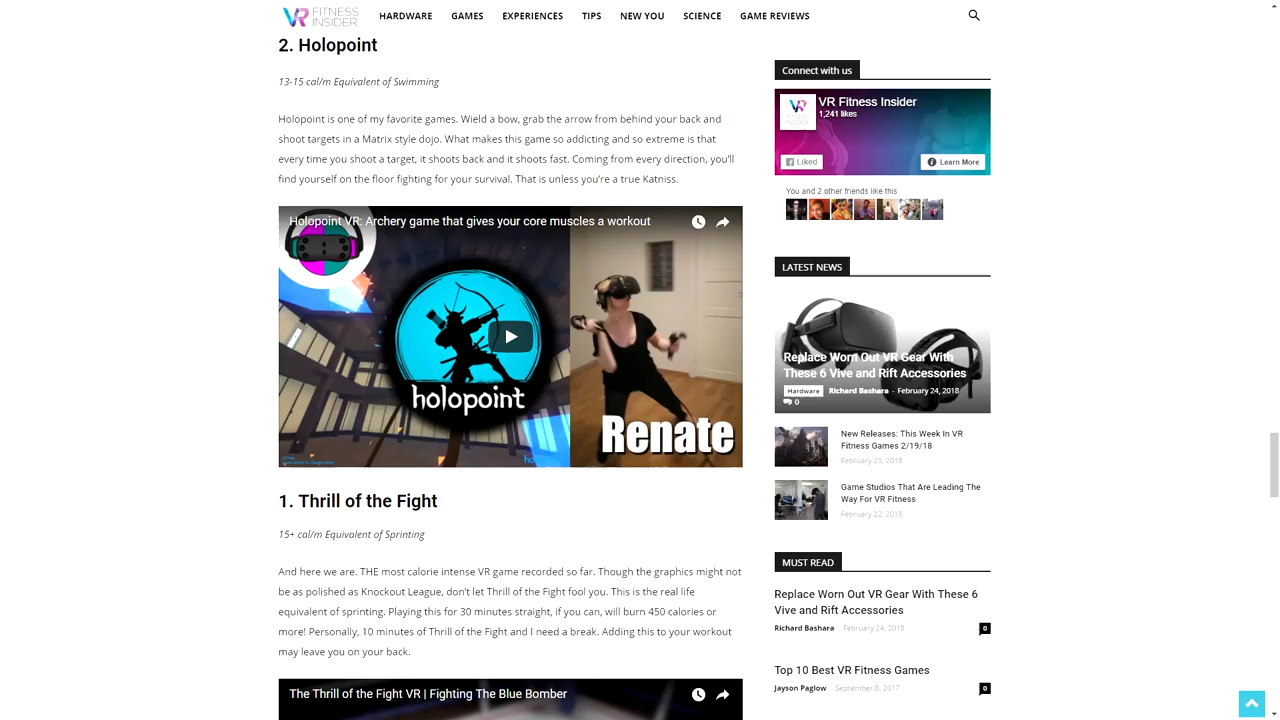 VR FITNESS INSIDER
HARDWARE
GAMES
EXPERIENCES
TIPS
NEW YOU
SCIENCE
GAME REVIEWS
2. Holopoint
13-15 cal/m Equivalent of Swimming
Holopoint is one of my favorite games. Wield a bow, grab the arrow from behind your back and
shoot targets in a Matrix style dojo. What makes this game so addicting and so extreme is that
every time you shoot a target, it shoots back and it shoots fast. Coming from every direction, you'll
find yourself on the floor fighting for your survival. That is unless you're a true Katniss.
Holopoint VR: Archery game that gives your core muscles a workout
holopoint
Renate
1. Thrill of the Fight
15+ cal/m Equivalent of Sprinting
And here we are. THE most calorie intense VR game recorded so far. Though the graphics might not
be as polished as Knockout League, don't let Thrill of the Fight fool you. This is the real life
equivalent of sprinting. Playing this for 30 minutes straight, if you can, will burn 450 calories or
more! Personally, 10 minutes of Thrill of the Fight and I need a break. Adding this to your workout
may leave you on your back.
The Thrill of the Fight VR | Fighting The Blue Bomber
Connect with us
VR Fitness Insider
1,241 likes
Liked
Learn More
You and 2 other friends like this
LATEST NEWS
Replace Worn Out VR Gear With
These 6 Vive and Rift Accessories
Hardware Richard Bashara - February 24, 2018
0
New Releases: This Week In VR
Fitness Games 2/19/18
February 23, 2018
Game Studios That Are Leading The
Way For VR Fitness
February 22, 2018
MUST READ
Replace Worn Out VR Gear With These 6
Vive and Rift Accessories
Richard Bashara February 24, 2018 0
Top 10 Best VR Fitness Games
Jayson Paglow September 8, 2017 0